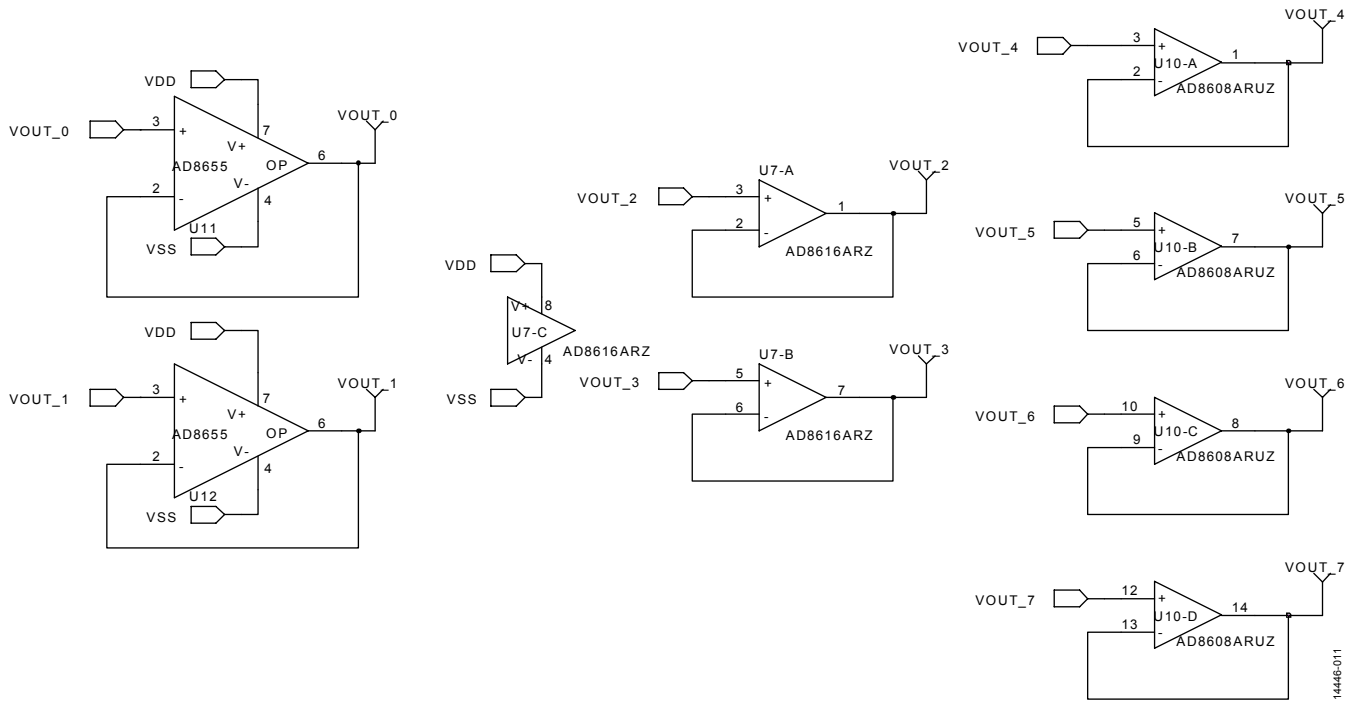 VDD
VOUT_0
3
+
7
V+
AD8655
OP
6
VOUT_0
2
-
V-
4
U11
VSS
VDD
VOUT_1
3
+
7
V+
AD8655
OP
6
VOUT_1
2
-
V-
4
U12
VSS
VDD
8
V+
U7-C
V-
4
AD8616ARZ
VSS
U7-A
VOUT_2
3
+
1
VOUT_2
2
-
AD8616ARZ
U7-B
VOUT_3
5
+
7
VOUT_3
6
-
AD8616ARZ
VOUT_4
VOUT_4
3
+
1
U10-A
2
-
AD8608ARUZ
VOUT_5
VOUT_5
5
+
7
U10-B
6
-
AD8608ARUZ
VOUT_6
VOUT_6
10
+
8
U10-C
9
-
AD8608ARUZ
VOUT_7
VOUT_7
12
+
14
U10-D
13
-
AD8608ARUZ
14446-011